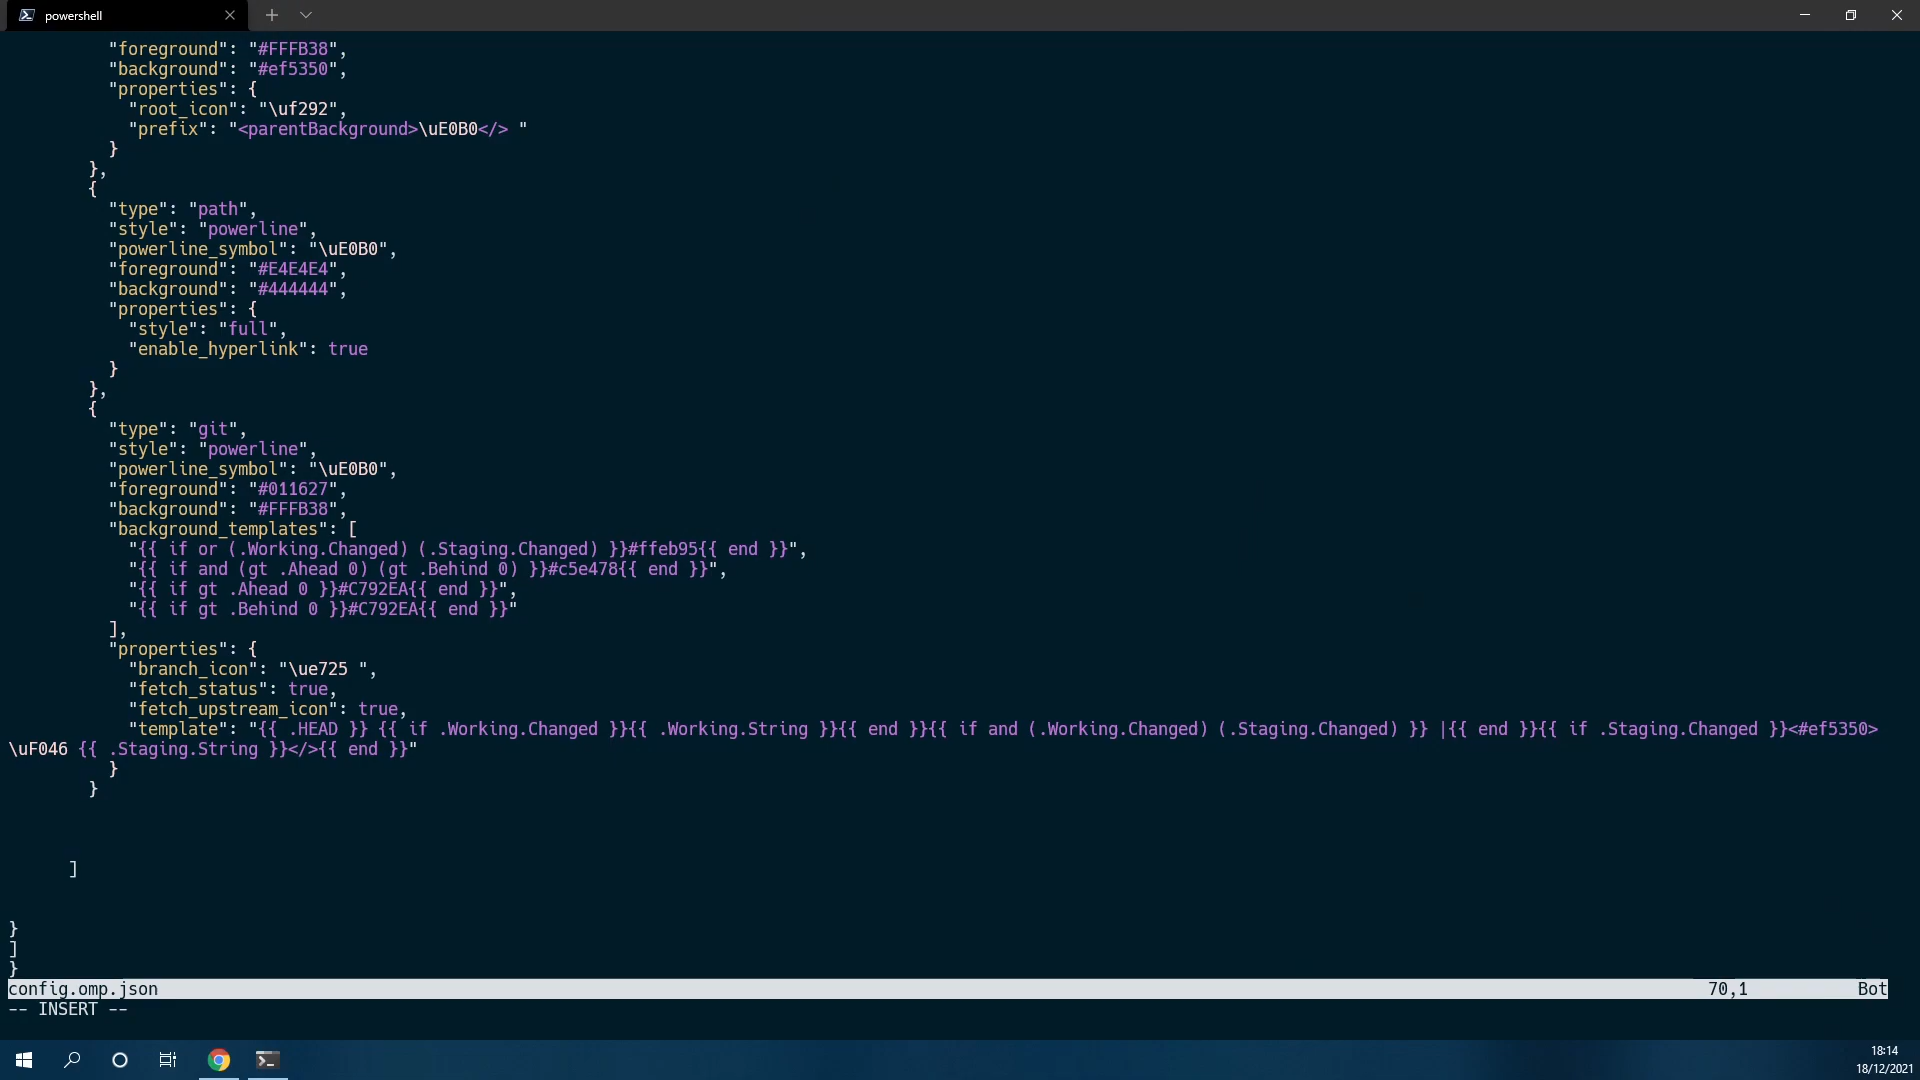 powershell
"foreground": "#FFFB38",
"background": "#ef5350",
"properties": {
"root_icon": "\uf292",
"prefix": "<parentBackground>\uE0B0</> "
}
},
{
"type": "path",
"style": "powerline",
"powerline_symbol": "\uE0B0",
"foreground": "#E4E4E4",
"background": "#444444",
"properties": {
"style": "full",
"enable_hyperlink": true
}
},
{
"type": "git",
"style": "powerline",
"powerline_symbol": "\uE0B0",
"foreground": "#011627",
"background": "#FFFB38",
"background_templates": [
"{{ if or (.Working.Changed) (.Staging.Changed) }}#ffeb95{{ end }}",
"{{ if and (gt .Ahead 0) (gt .Behind 0) }}#c5e478{{ end }}",
"{{ if gt .Ahead 0 }}#C792EA{{ end }}",
"{{ if gt .Behind 0 }}#C792EA{{ end }}"
],
"properties": {
"branch_icon": "\ue725 ",
"fetch_status": true,
"fetch_upstream_icon": true,
"template": "{{ .HEAD }} {{ if .Working.Changed }}{{ .Working.String }}{{ end }}{{ if and (.Working.Changed) (.Staging.Changed) }} |{{ end }}{{ if .Staging.Changed }}<#ef5350>
\uF046 {{ .Staging.String }}</>{{ end }}"
}
}
]
}
]
}
config.omp.json 70,1 Bot
-- INSERT --
18:14
18/12/2021